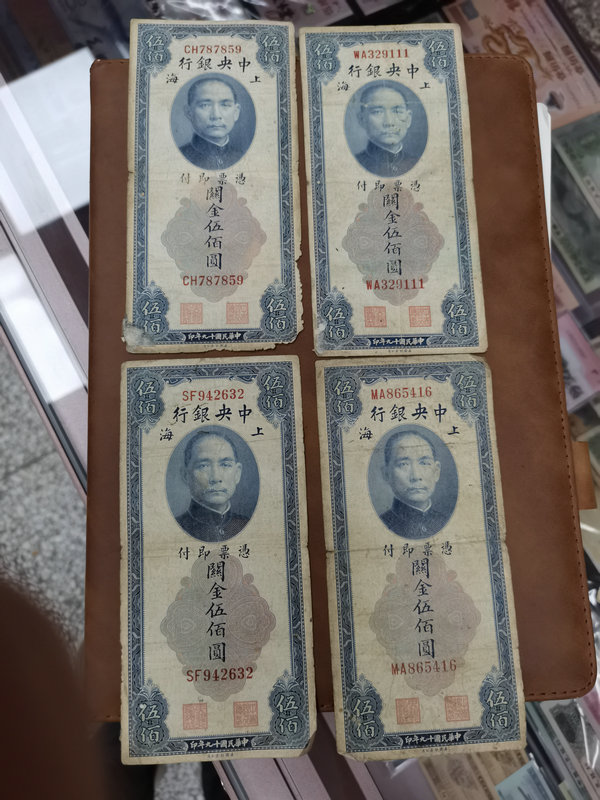 伍佰
CH787859
伍佰
中央銀行
上海
憑票即付
關金伍佰圓
CH787859
伍佰
伍佰
中華民國十九年印
伍佰
WA329111
伍佰
中央銀行
上海
憑票即付
關金伍佰圓
WA329111
伍佰
伍佰
中華民國十九年印
伍佰
SF942632
伍佰
中央銀行
上海
憑票即付
關金伍佰圓
SF942632
伍佰
伍佰
中華民國十九年印
伍佰
MA865416
伍佰
中央銀行
上海
憑票即付
關金伍佰圓
MA865416
伍佰
伍佰
中華民國十九年印